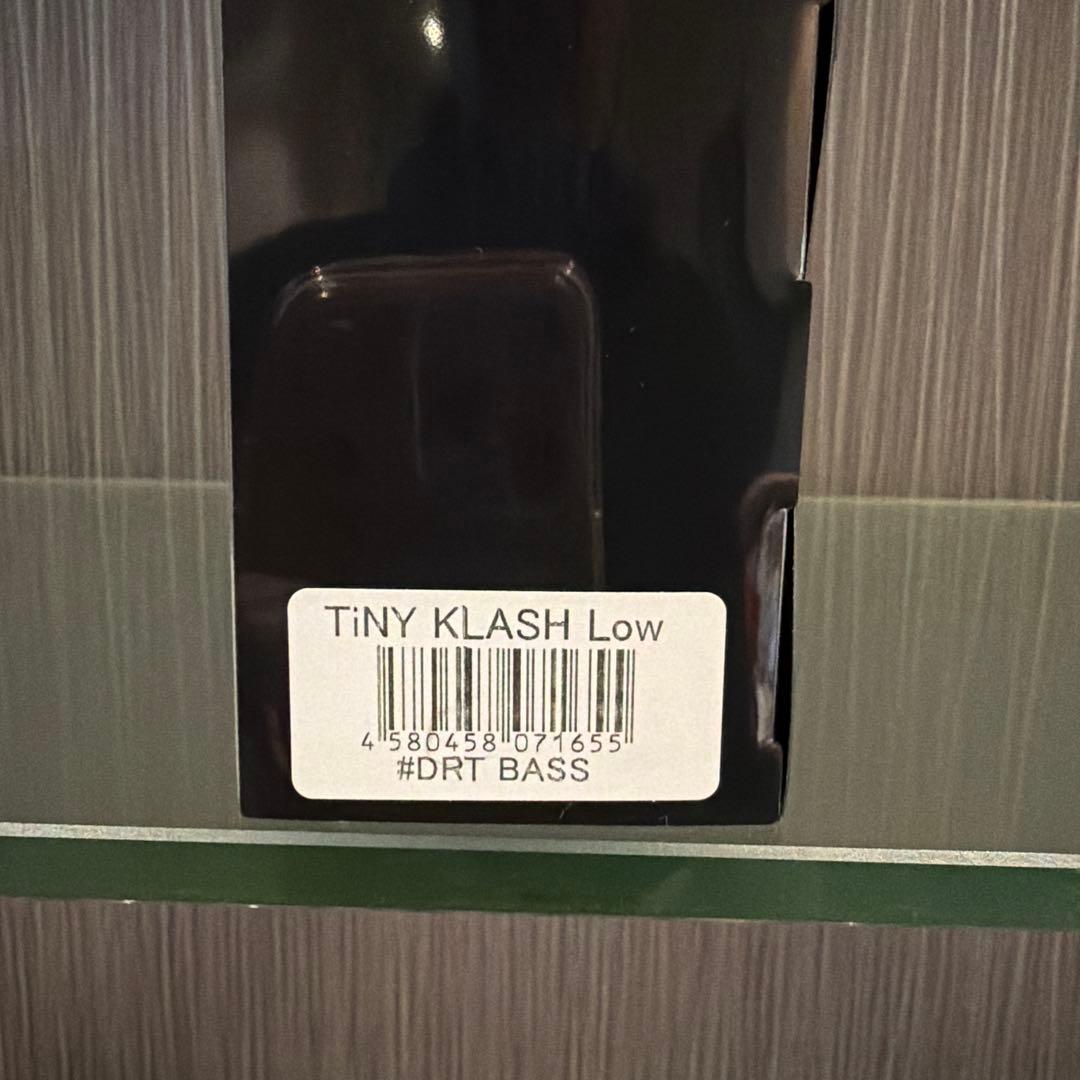 TiNY KLASH Low
4 580458 071655
#DRT BASS